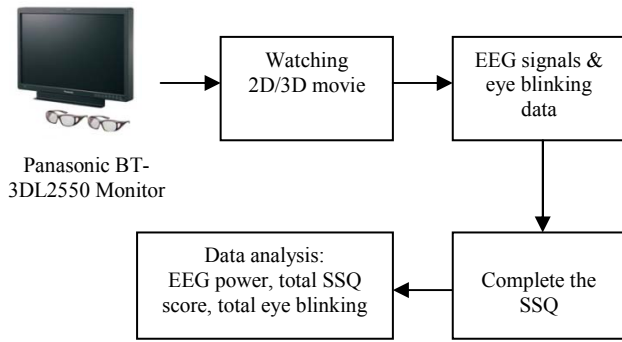 Panasonic BT-
3DL2550 Monitor
Watching
2D/3D movie
EEG signals &
eye blinking
data
Complete the
SSQ
Data analysis:
EEG power, total SSQ
score, total eye blinking